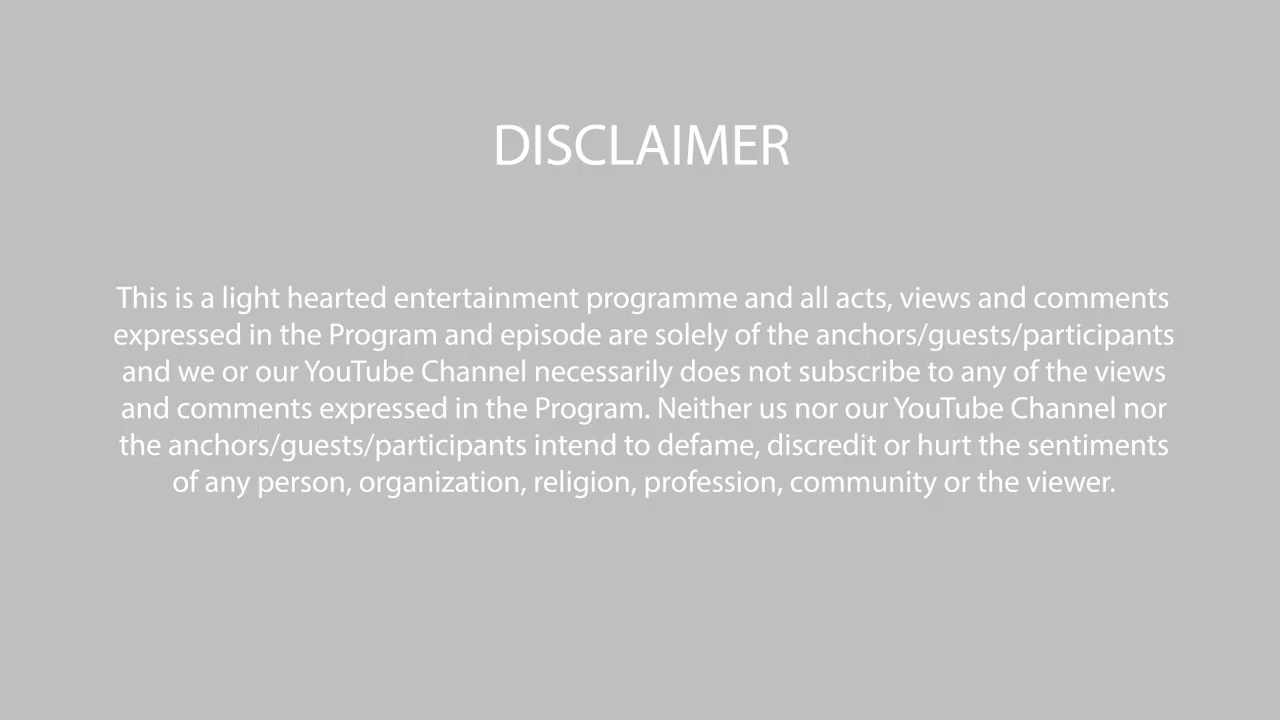 DISCLAIMER
This is a light hearted entertainment programme and all acts, views and comments
expressed in the Program and episode are solely of the anchors/guests/participants
and we or our YouTube Channel necessarily does not subscribe to any of the views
and comments expressed in the Program. Neither us nor our YouTube Channel nor
the anchors/guests/participants intend to defame, discredit or hurt the sentiments
of any person, organization, religion, profession, community or the viewer.